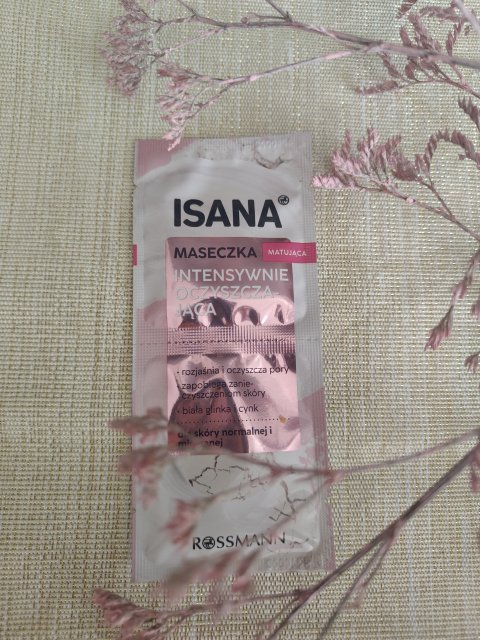 ISANA®
MASECZKA MATUJĄCA
INTENSYWNIE
OCZYSZCZA-
JĄCA
• rozjaśnia i oczyszcza pory
• zapobiega zanie-
czyszczeniom skóry
• biała glinka i cynk
skóry normalnej i
ROSSMANN